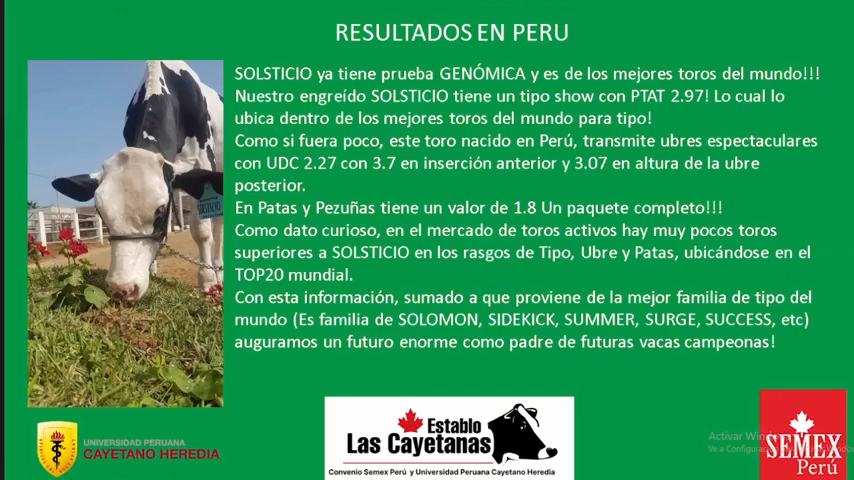 RESULTADOS EN PERU
SOLSTICIO ya tiene prueba GENÓMICA y es de los mejores toros del mundo!!!
Nuestro engreído SOLSTICIO tiene un tipo show con PTAT 2.97! Lo cual lo
ubica dentro de los mejores toros del mundo para tipo!
Como si fuera poco, este toro nacido en Perú, transmite ubres espectaculares
con UDC 2.27 con 3.7 en inserción anterior y 3.07 en altura de la ubre
posterior.
En Patas y Pezuñas tiene un valor de 1.8 Un paquete completo!!!
Como dato curioso, en el mercado de toros activos hay muy pocos toros
superiores a SOLSTICIO en los rasgos de Tipo, Ubre y Patas, ubicándose en el
TOP20 mundial.
Con esta información, sumado a que proviene de la mejor familia de tipo del
mundo (Es familia de SOLOMON, SIDEKICK, SUMMER, SURGE, SUCCESS, etc)
auguramos un futuro enorme como padre de futuras vacas campeonas!
SOLSTICIO
UNIVERSIDAD PERUANA
CAYETANO HEREDIA
Establo
Las Cayetanas
Convenio Semex Perú y Universidad Peruana Cayetano Heredia
Activar Win
Ve a Configura
SEMEX
Perú